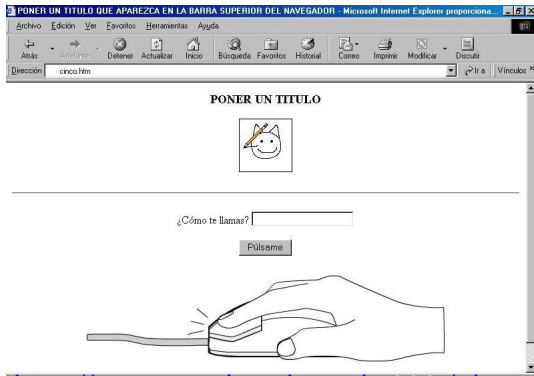 PONER UN TITULO QUE APAREZCA EN LA BARRA SUPERIOR DEL NAVEGADOR - Microsoft Internet Explorer proporciona...
Archivo Edición Ver Favoritos Herramientas Ayuda
Atrás Adelante Detener Actualizar Inicio Búsqueda Favoritos Historial Correo Imprimir Modificar Discutir
Dirección cinco.htm Ir a Vínculos »
PONER UN TITULO
¿Cómo te llamas?
Púlsame